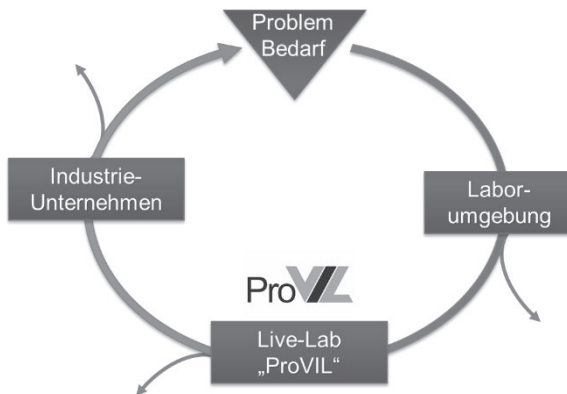 Problem
Bedarf
Industrie-
Unternehmen
Labor-
umgebung
ProVIL
Live-Lab
„ProVIL“